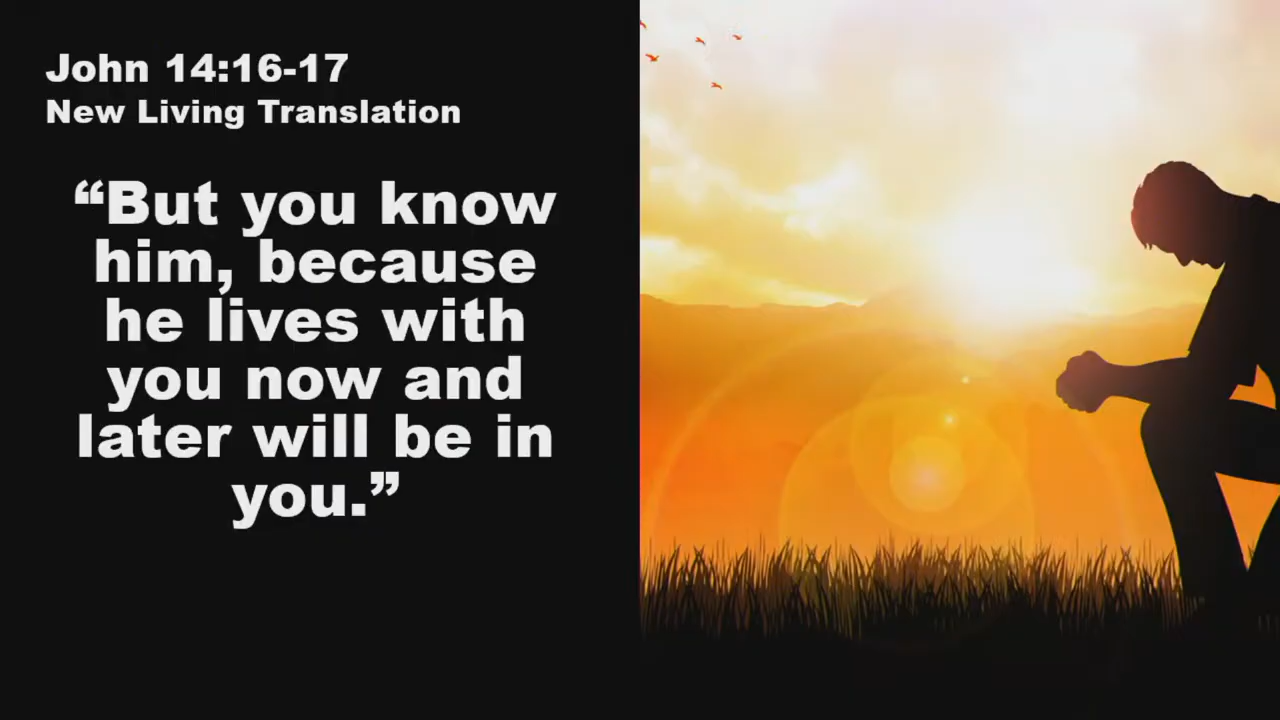 John 14:16-17
New Living Translation
“But you know
him, because
he lives with
you now and
later will be in
you.”